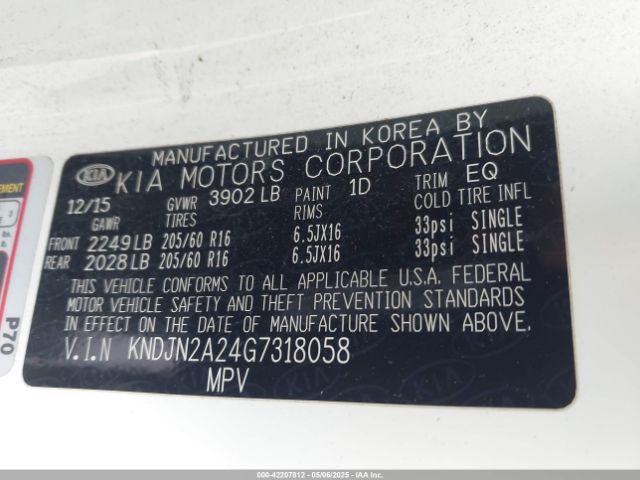 MANUFACTURED IN KOREA BY
KIA KIA MOTORS CORPORATION
12/15 GVWR 3902 LB PAINT 1D TRIM EQ
GAWR TIRES RIMS COLD TIRE INFL
FRONT 2249 LB 205/60 R16 6.5JX16 33psi SINGLE
REAR 2028 LB 205/60 R16 6.5JX16 33psi SINGLE
THIS VEHICLE CONFORMS TO ALL APPLICABLE U.S.A. FEDERAL
MOTOR VEHICLE SAFETY AND THEFT PREVENTION STANDARDS
IN EFFECT ON THE DATE OF MANUFACTURE SHOWN ABOVE.
V.I.N KNDJN2A24G7318058
MPV
P70
000-42207812 - 05/06/2025 - IAA Inc.